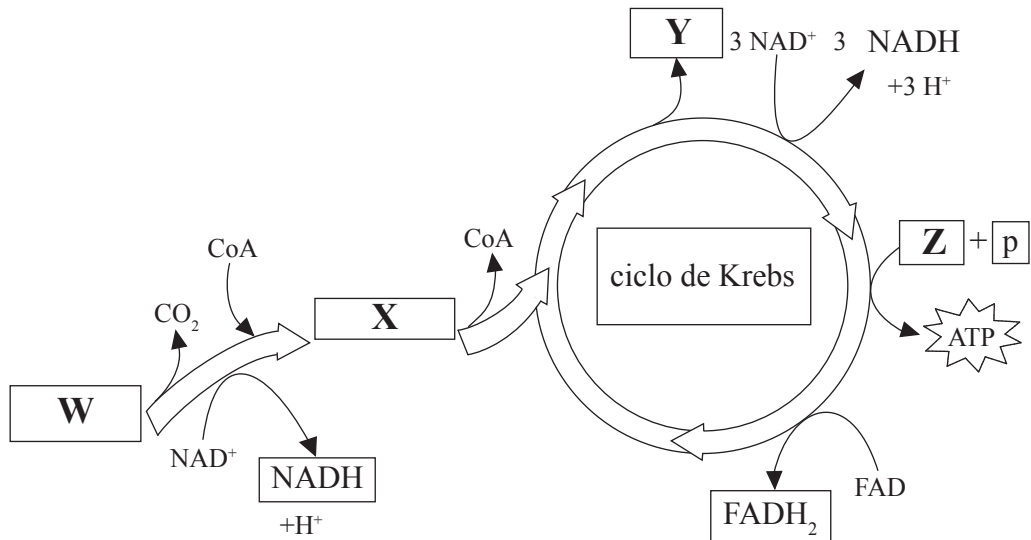 Y
3 NAD⁺ 3 NADH
+3 H⁺
CoA
CoA
Z + p
ciclo de Krebs
X
CO₂
ATP
W
NAD⁺
NADH
+H⁺
FAD
FADH₂